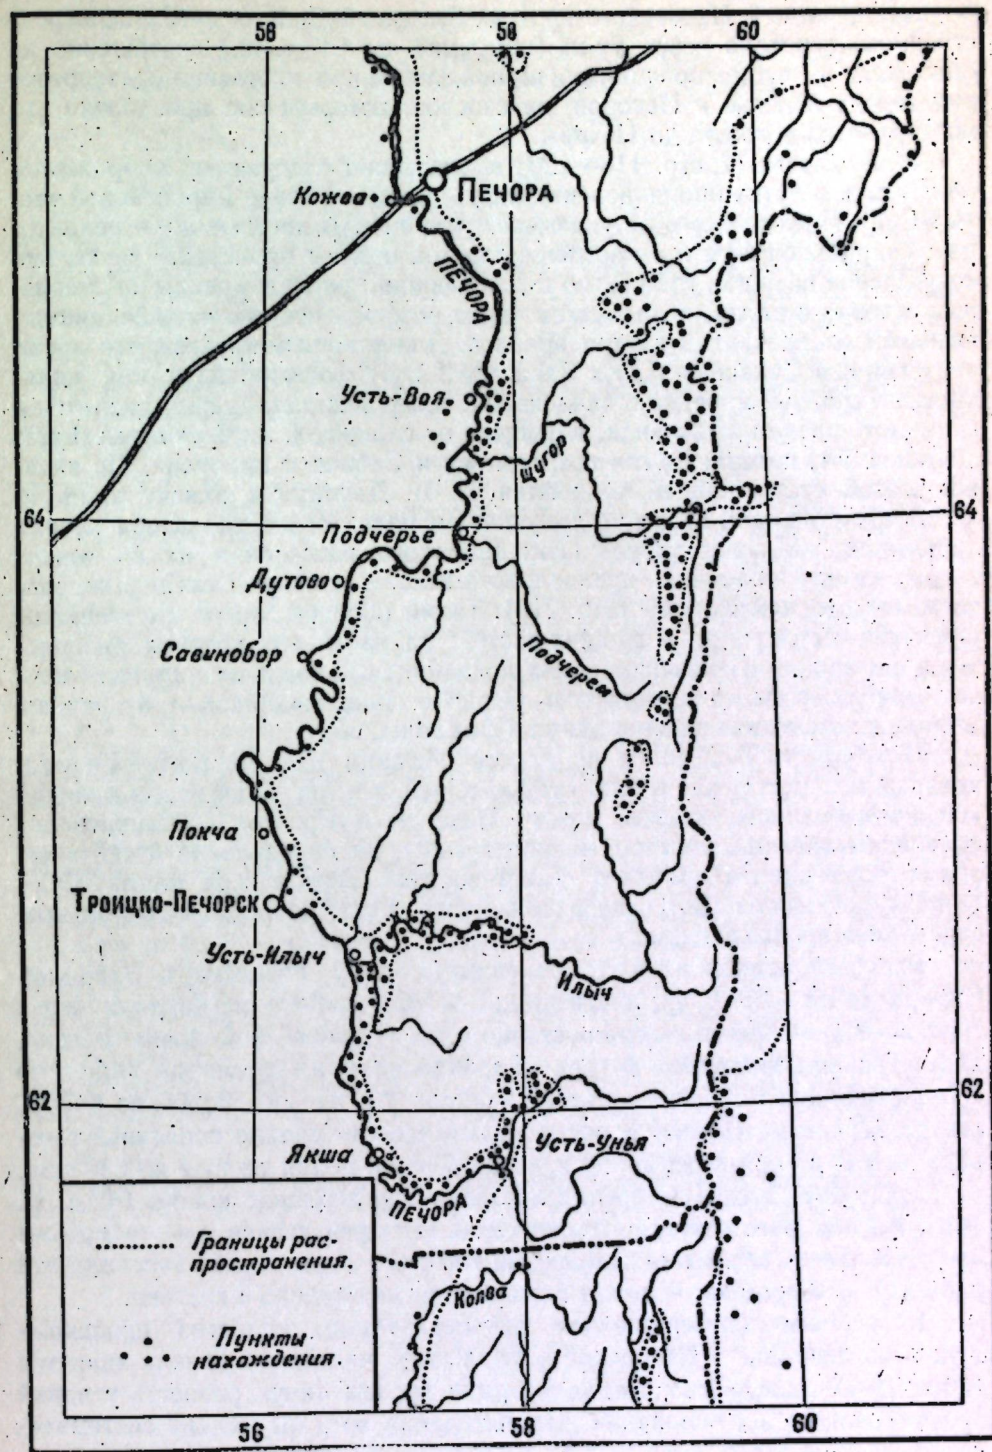 58
58
60
Кожва
ПЕЧОРА
ПЕЧОРА
Усть-Воя
Щугор
64
64
Подчерье
Дутово
Савинобор
Подчерем
Покча
Троицко-Печорск
Усть-Илыч
Илыч
62
62
Усть-Унья
Якша
ПЕЧОРА
Границы рас-
пространения.
Колва
Пункты
нахождения.
56
58
60